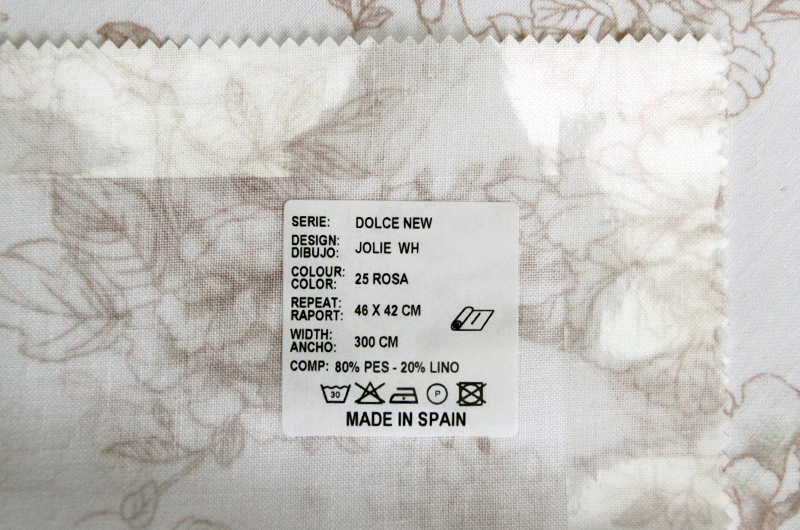 SERIE: DOLCE NEW
DESIGN:
DIBUJO: JOLIE WH
COLOUR:
COLOR: 25 ROSA
REPEAT:
RAPORT: 46 X 42 CM
WIDTH:
ANCHO: 300 CM
COMP: 80% PES - 20% LINO
30 P
MADE IN SPAIN